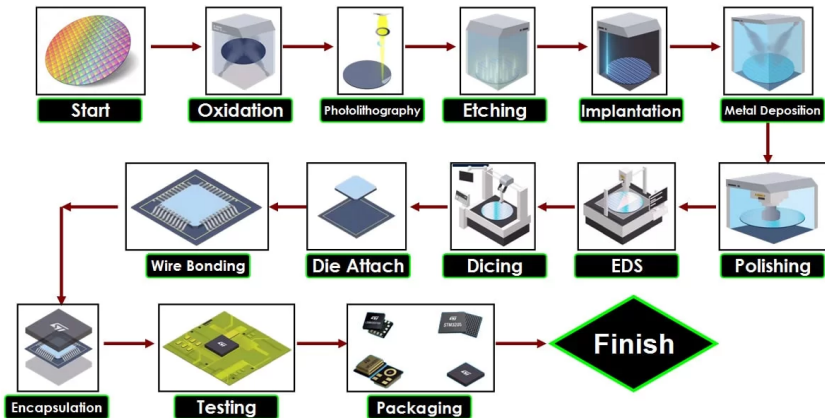 Start
Oxidation
Photolithography
Etching
Implantation
Metal Deposition
Wire Bonding
Die Attach
Dicing
EDS
Polishing
Encapsulation
Testing
Packaging
Finish